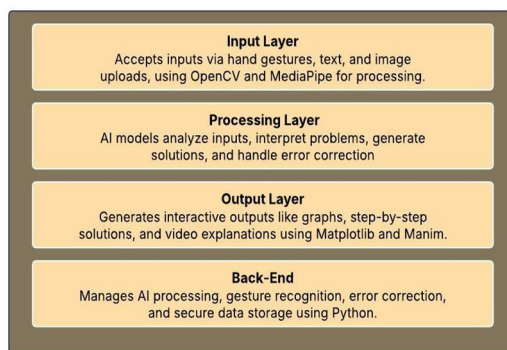 Input Layer
Accepts inputs via hand gestures, text, and image
uploads, using OpenCV and MediaPipe for processing.
Processing Layer
AI models analyze inputs, interpret problems, generate
solutions, and handle error correction
Output Layer
Generates interactive outputs like graphs, step-by-step
solutions, and video explanations using Matplotlib and Manim.
Back-End
Manages AI processing, gesture recognition, error correction,
and secure data storage using Python.